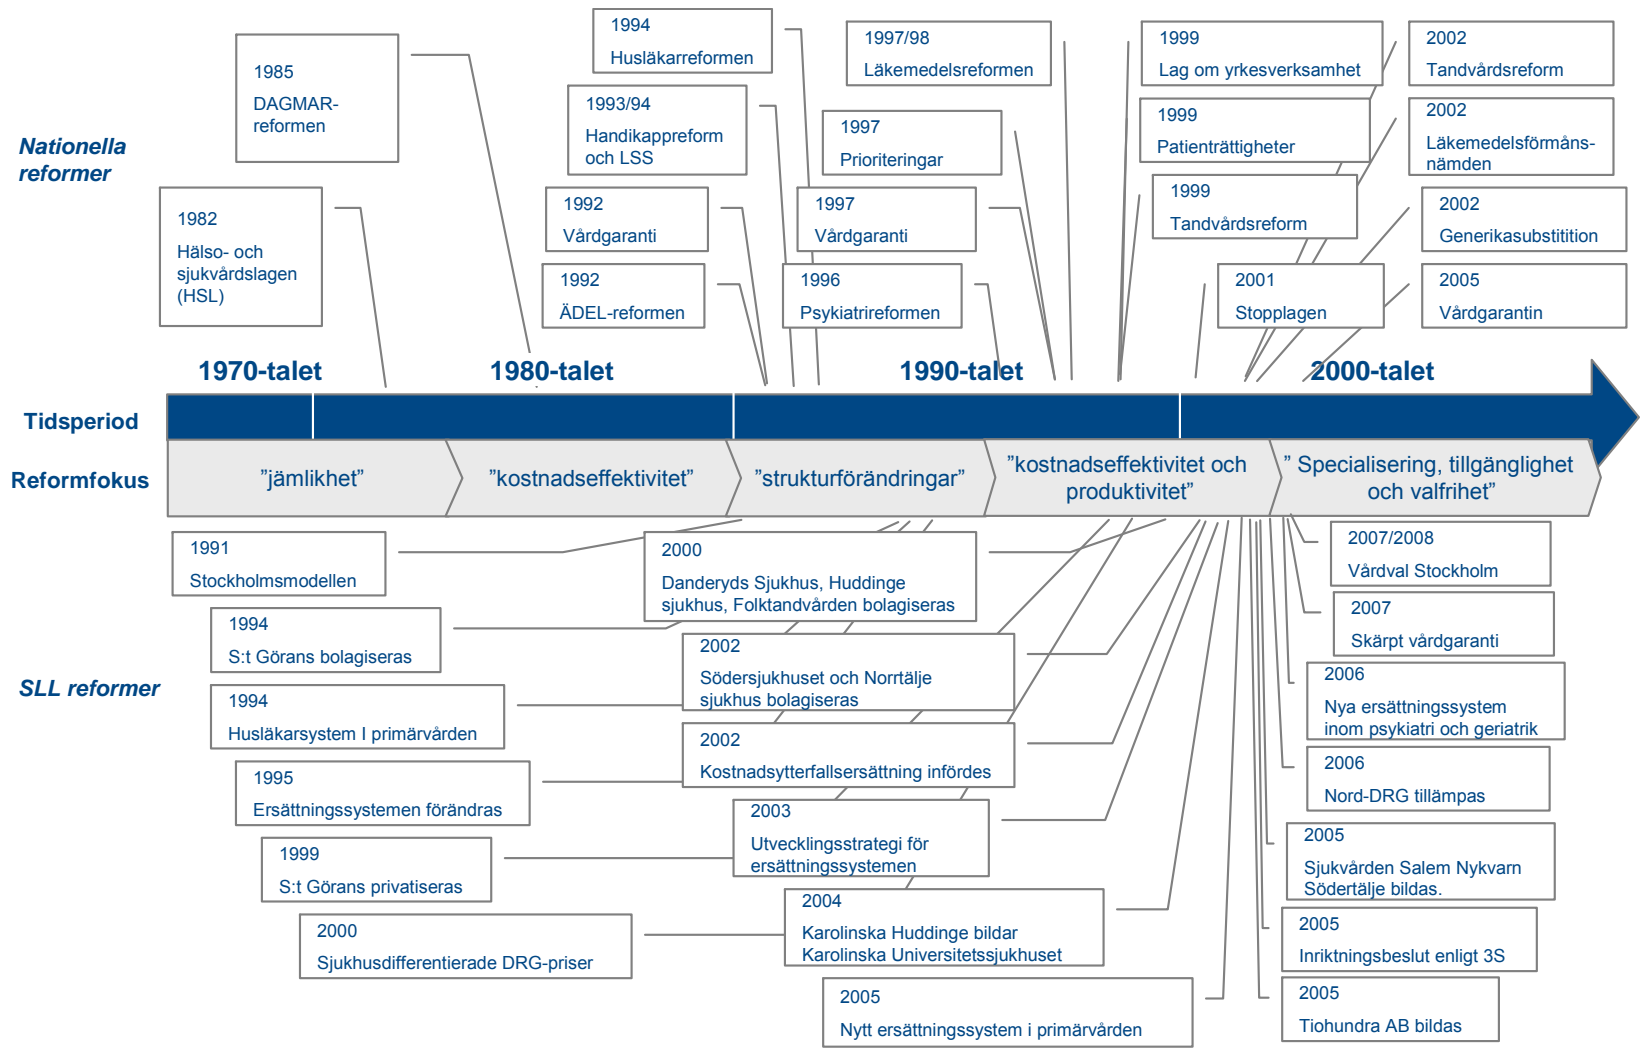 Nationella
reformer
1985
DAGMAR-
reformen
1982
Hälso- och
sjukvårdslagen
(HSL)
1994
Husläkarreformen
1993/94
Handikappreform
och LSS
1992
Vårdgaranti
1992
ÄDEL-reformen
1997/98
Läkemedelsreformen
1997
Prioriteringar
1997
Vårdgaranti
1996
Psykiatrireformen
1999
Lag om yrkesverksamhet
1999
Patienträttigheter
1999
Tandvårdsreform
2001
Stopplagen
2002
Tandvårdsreform
2002
Läkemedelsförmåns-
nämden
2002
Generikasubstitition
2005
Vårdgarantin
1970-talet
1980-talet
1990-talet
2000-talet
Tidsperiod
Reformfokus
”jämlikhet”
”kostnadseffektivitet”
”strukturförändringar”
”kostnadseffektivitet och
produktivitet”
” Specialisering, tillgänglighet
och valfrihet”
SLL reformer
1991
Stockholmsmodellen
1994
S:t Görans bolagiseras
1994
Husläkarsystem I primärvården
1995
Ersättningssystemen förändras
1999
S:t Görans privatiseras
2000
Sjukhusdifferentierade DRG-priser
2000
Danderyds Sjukhus, Huddinge
sjukhus, Folktandvården bolagiseras
2002
Södersjukhuset och Norrtälje
sjukhus bolagiseras
2002
Kostnadsytterfallsersättning infördes
2003
Utvecklingsstrategi för
ersättningssystemen
2004
Karolinska Huddinge bildar
Karolinska Universitetssjukhuset
2005
Nytt ersättningssystem i primärvården
2007/2008
Vårdval Stockholm
2007
Skärpt vårdgaranti
2006
Nya ersättningssystem
inom psykiatri och geriatrik
2006
Nord-DRG tillämpas
2005
Sjukvården Salem Nykvarn
Södertälje bildas.
2005
Inriktningsbeslut enligt 3S
2005
Tiohundra AB bildas